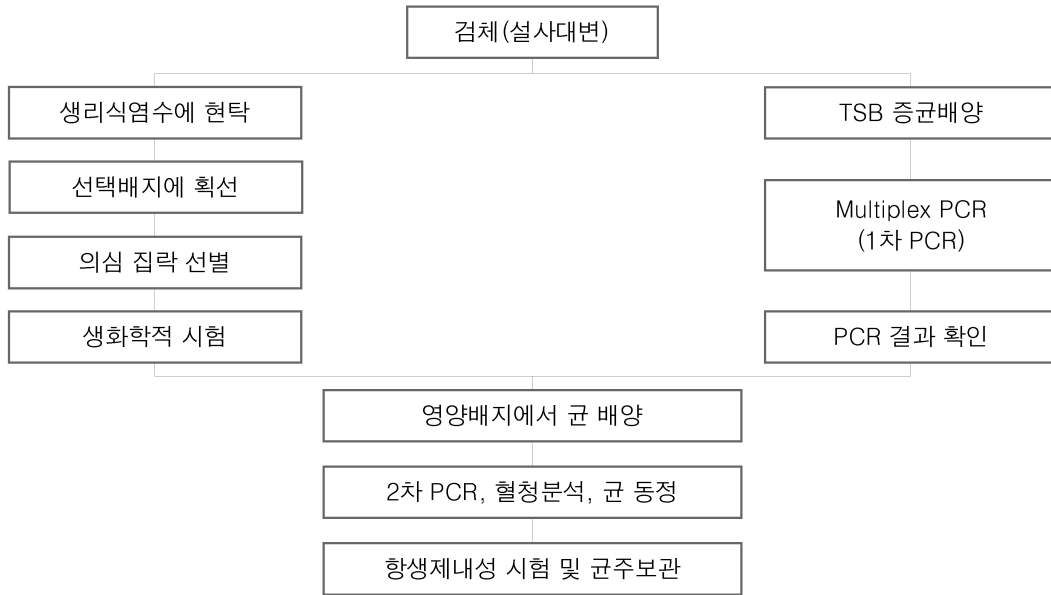 검체(설사대변)
생리식염수에 현탁
선택배지에 획선
의심 집락 선별
생화학적 시험
TSB 증균배양
Multiplex PCR
(1차 PCR)
PCR 결과 확인
영양배지에서 균 배양
2차 PCR, 혈청분석, 균 동정
항생제내성 시험 및 균주보관